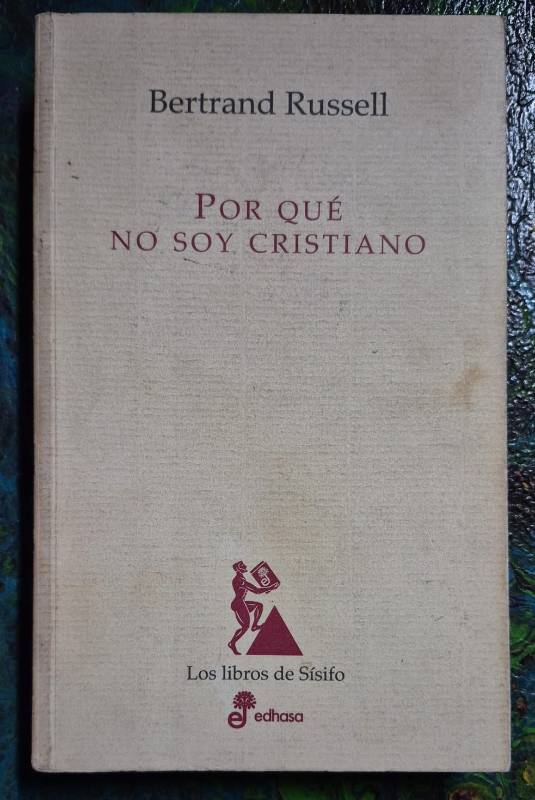 Bertrand Russell
POR QUÉ
NO SOY CRISTIANO
Los libros de Sísifo
edhasa